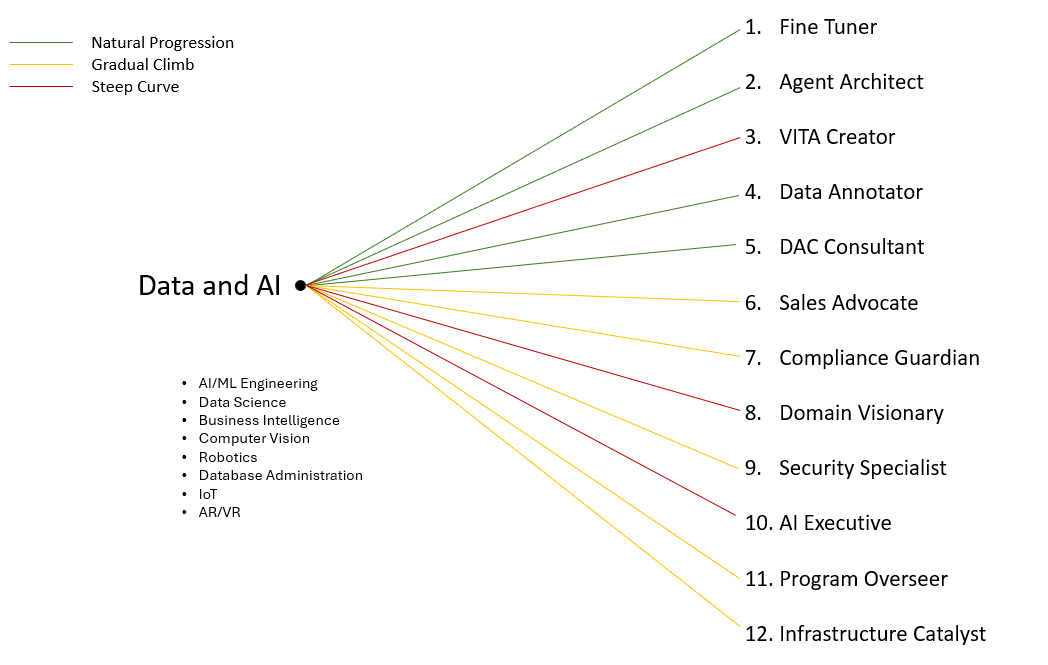 Natural Progression
Gradual Climb
Steep Curve
Data and AI
• AI/ML Engineering
• Data Science
• Business Intelligence
• Computer Vision
• Robotics
• Database Administration
• IoT
• AR/VR
1. Fine Tuner
2. Agent Architect
3. VITA Creator
4. Data Annotator
5. DAC Consultant
6. Sales Advocate
7. Compliance Guardian
8. Domain Visionary
9. Security Specialist
10. AI Executive
11. Program Overseer
12. Infrastructure Catalyst